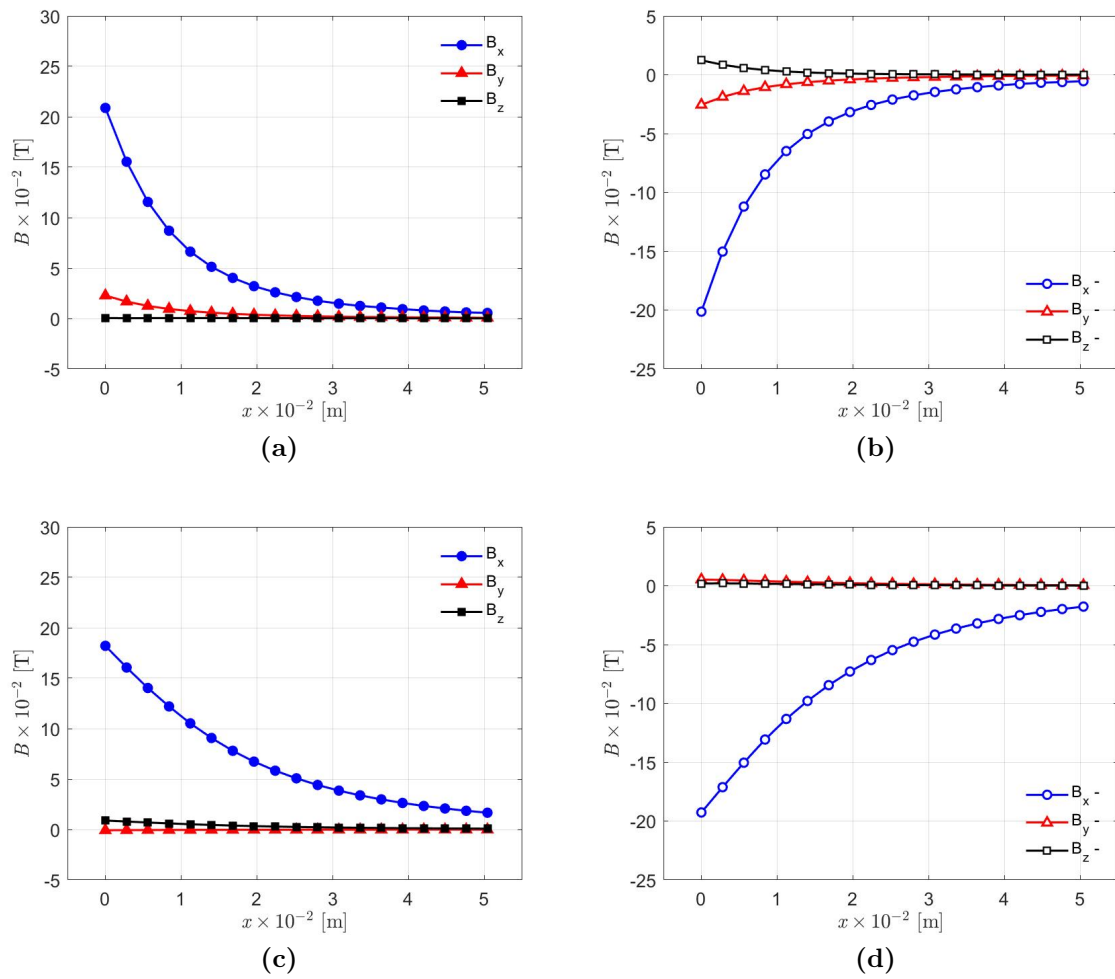 30
25
20
15
10
5
0
-5
B × 10⁻² [T]
B_x
B_y
B_z
0 1 2 3 4 5
x × 10⁻² [m]
(a)
5
0
-5
-10
-15
-20
-25
B × 10⁻² [T]
B_x -
B_y -
B_z -
0 1 2 3 4 5
x × 10⁻² [m]
(b)
30
25
20
15
10
5
0
-5
B × 10⁻² [T]
B_x
B_y
B_z
0 1 2 3 4 5
x × 10⁻² [m]
(c)
5
0
-5
-10
-15
-20
-25
B × 10⁻² [T]
B_x -
B_y -
B_z -
0 1 2 3 4 5
x × 10⁻² [m]
(d)